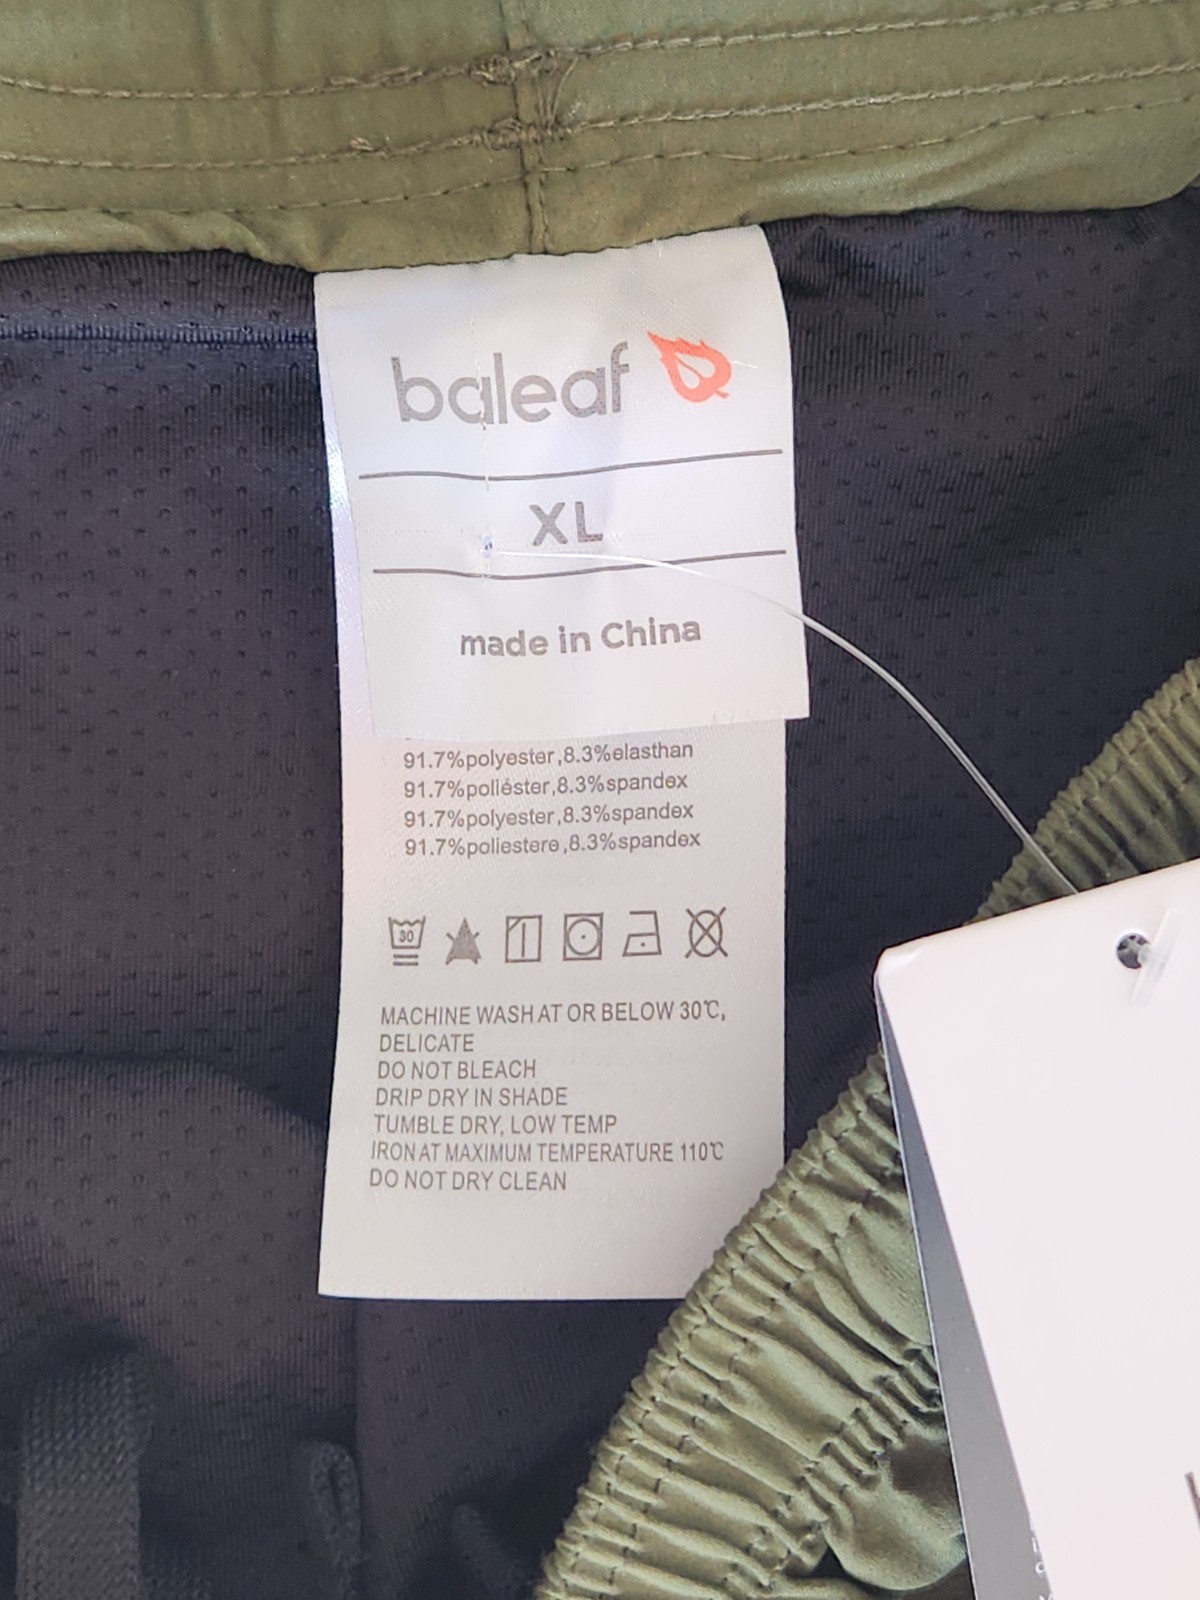 baleaf
XL
made in China
91.7%polyester,8.3%elasthan
91.7%poliéster,8.3%spandex
91.7%polyester,8.3%spandex
91.7%poliestere,8.3%spandex
30
MACHINE WASH AT OR BELOW 30℃,
DELICATE
DO NOT BLEACH
DRIP DRY IN SHADE
TUMBLE DRY, LOW TEMP
IRON AT MAXIMUM TEMPERATURE 110℃
DO NOT DRY CLEAN